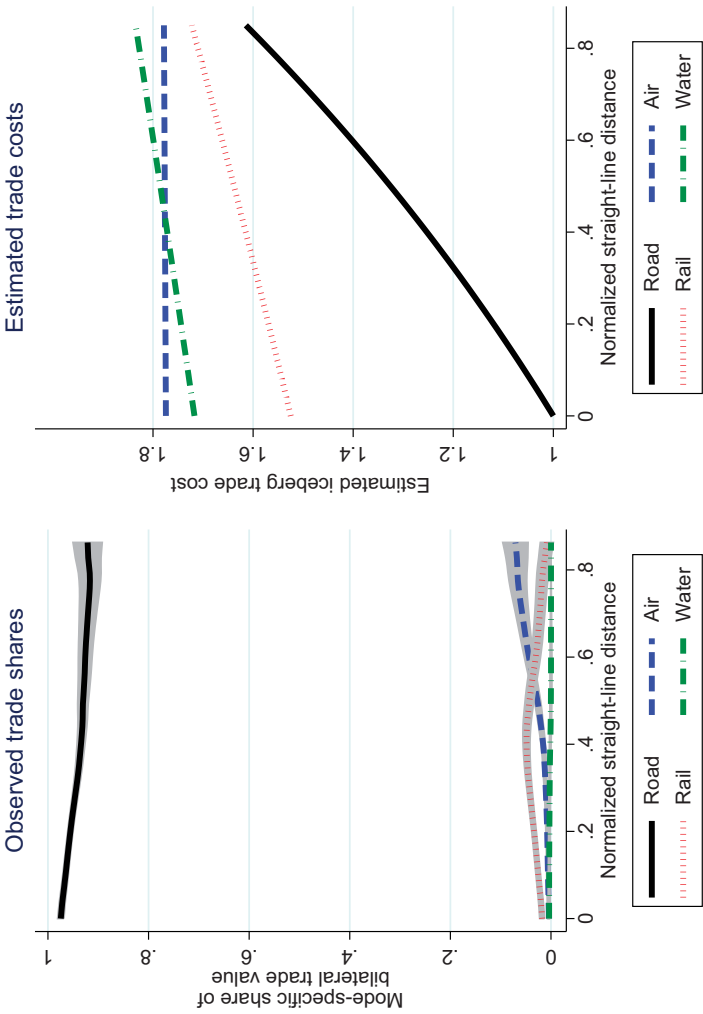 Observed trade shares
Mode-specific share of
bilateral trade value
1
.8
.6
.4
.2
0
0
.2
.4
.6
.8
Normalized straight-line distance
Road
Air
Rail
Water
Estimated trade costs
Estimated iceberg trade cost
1.8
1.6
1.4
1.2
1
0
.2
.4
.6
.8
Normalized straight-line distance
Road
Air
Rail
Water